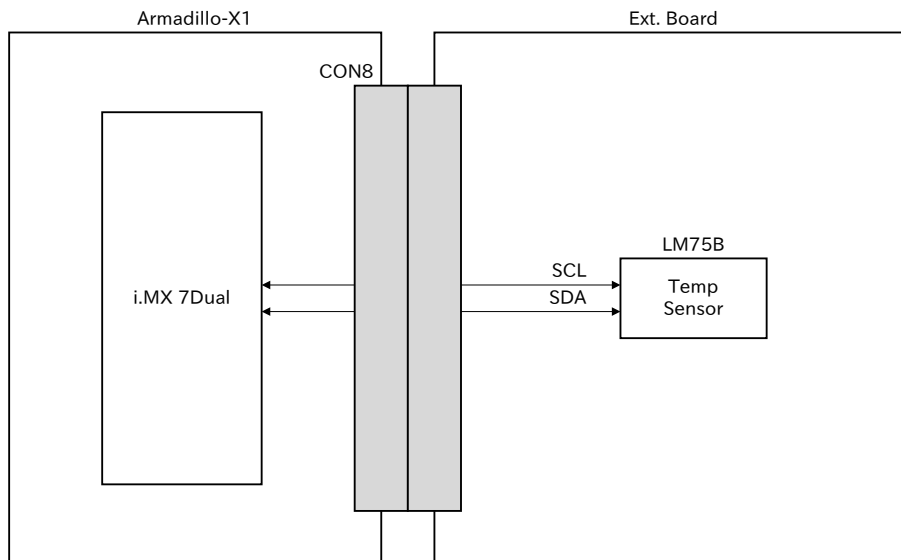 Armadillo-X1
Ext. Board
CON8
i.MX 7Dual
SCL
SDA
LM75B
Temp
Sensor